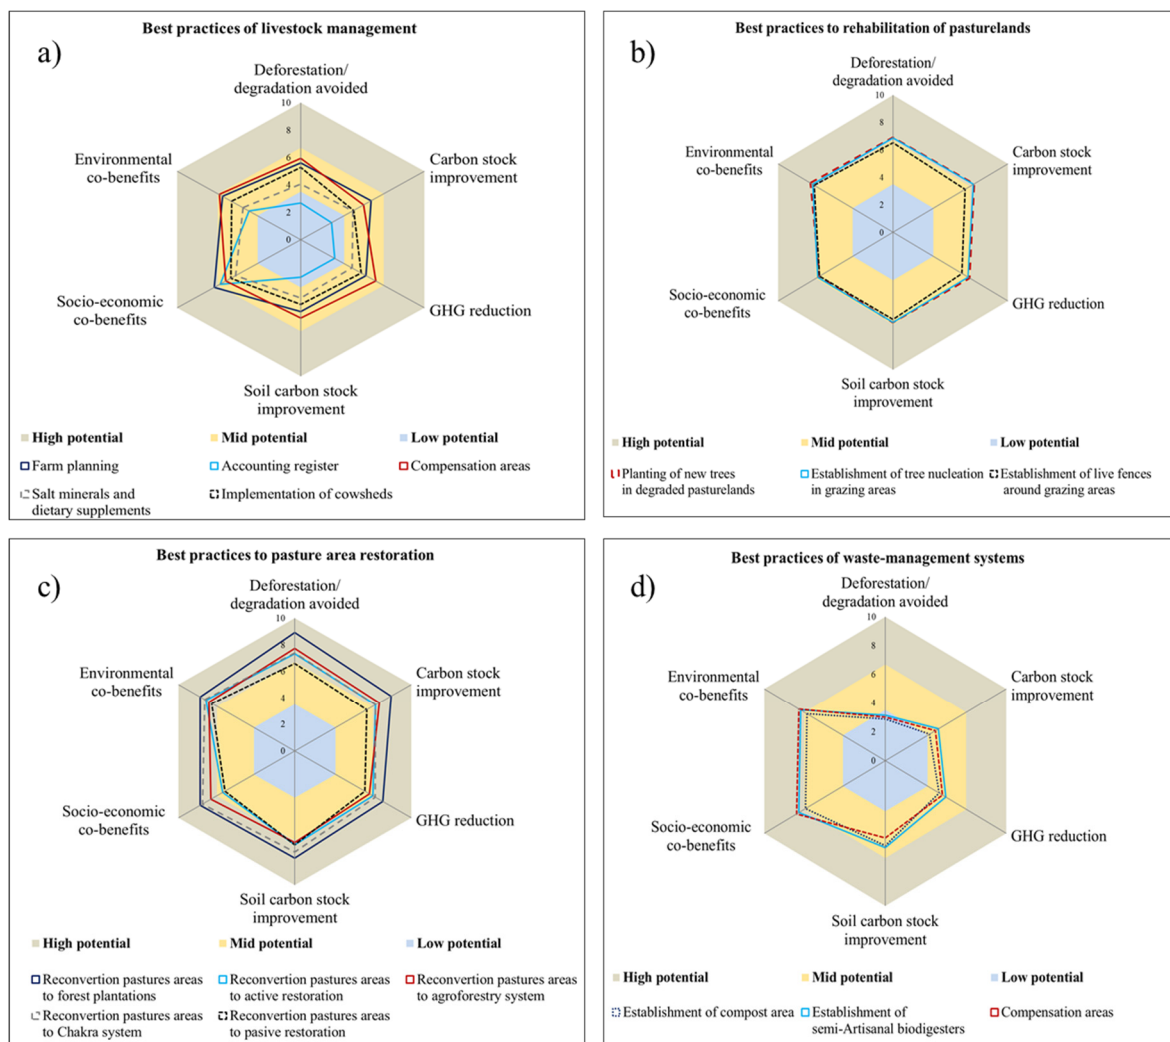 Best practices of livestock management
a)
Deforestation/
degradation avoided
10
8
6
4
2
0
Environmental
co-benefits
Carbon stock
improvement
Socio-economic
co-benefits
GHG reduction
Soil carbon stock
improvement
High potential
Mid potential
Low potential
Farm planning
Accounting register
Compensation areas
Salt minerals and
dietary supplements
Implementation of cowsheds
Best practices to rehabilitation of pasturelands
b)
Deforestation/
degradation avoided
10
8
6
4
2
0
Environmental
co-benefits
Carbon stock
improvement
Socio-economic
co-benefits
GHG reduction
Soil carbon stock
improvement
High potential
Mid potential
Low potential
Planting of new trees
in degraded pasturelands
Establishment of tree nucleation
in grazing areas
Establishment of live fences
around grazing areas
Best practices to pasture area restoration
c)
Deforestation/
degradation avoided
10
8
6
4
2
0
Environmental
co-benefits
Carbon stock
improvement
Socio-economic
co-benefits
GHG reduction
Soil carbon stock
improvement
High potential
Mid potential
Low potential
Reconvertion pastures areas
to forest plantations
Reconvertion pastures areas
to active restoration
Reconvertion pastures areas
to agroforestry system
Reconvertion pastures areas
to Chakra system
Reconvertion pastures areas
to pasive restoration
Best practices of waste-management systems
d)
Deforestation/
degradation avoided
10
8
6
4
2
0
Environmental
co-benefits
Carbon stock
improvement
Socio-economic
co-benefits
GHG reduction
Soil carbon stock
improvement
High potential
Mid potential
Low potential
Establishment of compost area
Establishment of
semi-Artisanal biodigesters
Compensation areas